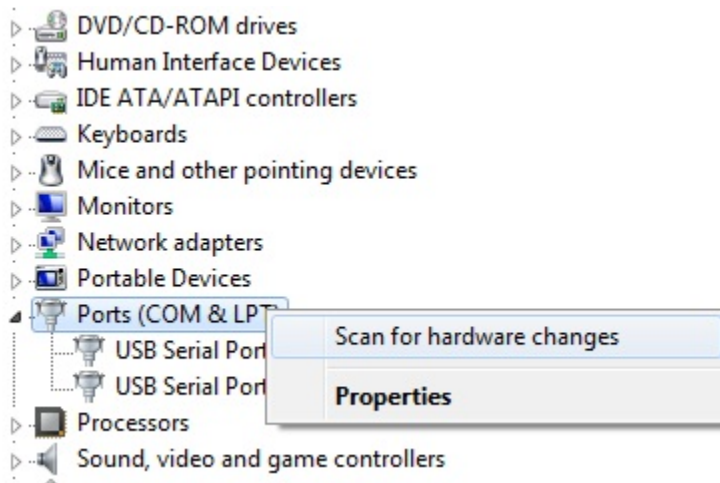 DVD/CD-ROM drives
Human Interface Devices
IDE ATA/ATAPI controllers
Keyboards
Mice and other pointing devices
Monitors
Network adapters
Portable Devices
Ports (COM & LPT)
Scan for hardware changes
USB Serial Port
USB Serial Port
Properties
Processors
Sound, video and game controllers